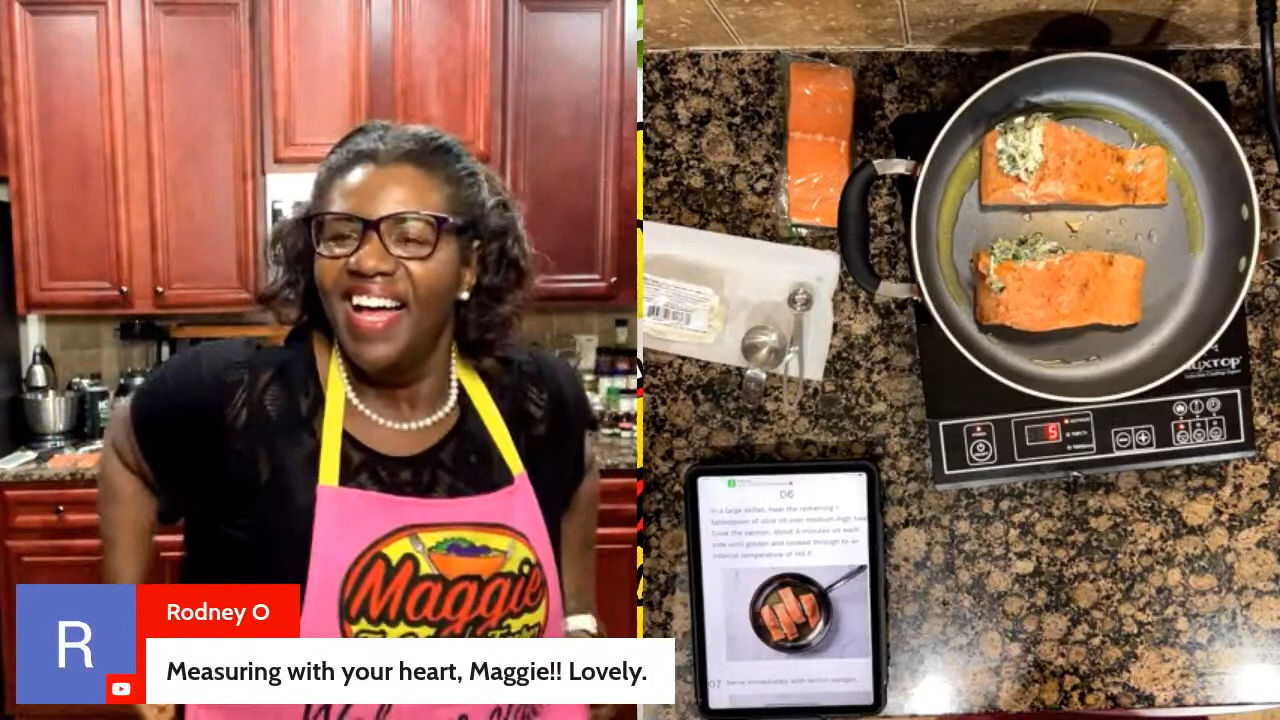 Maggie
R
Rodney O
Measuring with your heart, Maggie!! Lovely.
5
06
In a large skillet, heat the remaining 1
tablespoon of olive oil over medium-high heat
Cook the salmon, about 4 minutes on each
side until golden and cooked through to an
internal temperature of 145 F.
07 Serve immediately with lemon wedges.